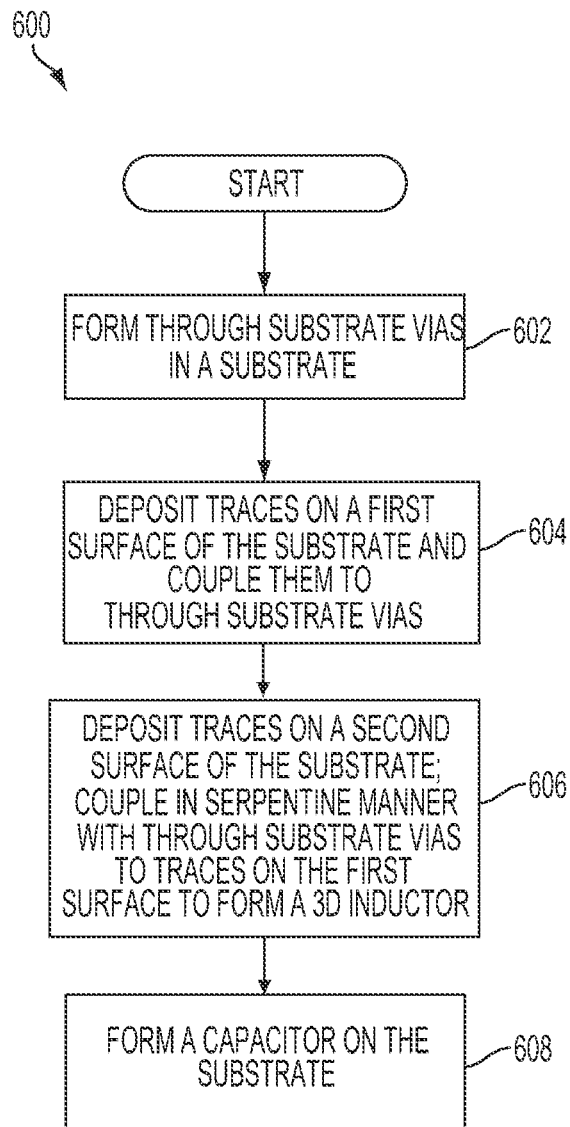 600
START
FORM THROUGH SUBSTRATE VIAS
IN A SUBSTRATE
602
DEPOSIT TRACES ON A FIRST
SURFACE OF THE SUBSTRATE AND
COUPLE THEM TO
THROUGH SUBSTRATE VIAS
604
DEPOSIT TRACES ON A SECOND
SURFACE OF THE SUBSTRATE;
COUPLE IN SERPENTINE MANNER
WITH THROUGH SUBSTRATE VIAS
TO TRACES ON THE FIRST
SURFACE TO FORM A 3D INDUCTOR
606
FORM A CAPACITOR ON THE
SUBSTRATE
608